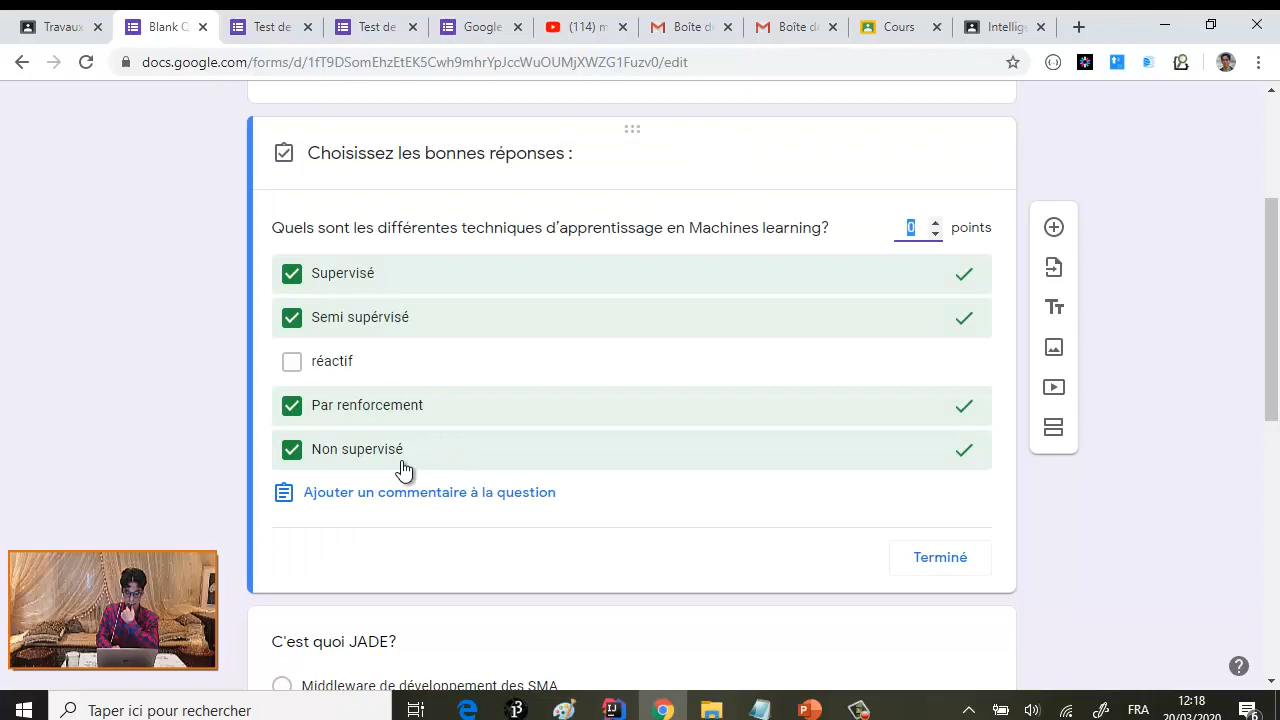 Travaux
Blank Q
Test de
Test de
Google
(114) m
Boîte d
Boîte d
Cours
Intellig
docs.google.com/forms/d/1fT9DSomEhzEtEK5Cwh9mhrYpJccWuOUMjXWZG1Fuzv0/edit
Choisissez les bonnes réponses :
Quels sont les différentes techniques d'apprentissage en Machines learning?
0 points
Supervisé
Semi supérvisé
réactif
Par renforcement
Non supervisé
Ajouter un commentaire à la question
Terminé
C'est quoi JADE?
Middleware de développement des SMA
Taper ici pour rechercher
FRA
12:18
20/03/2020
6